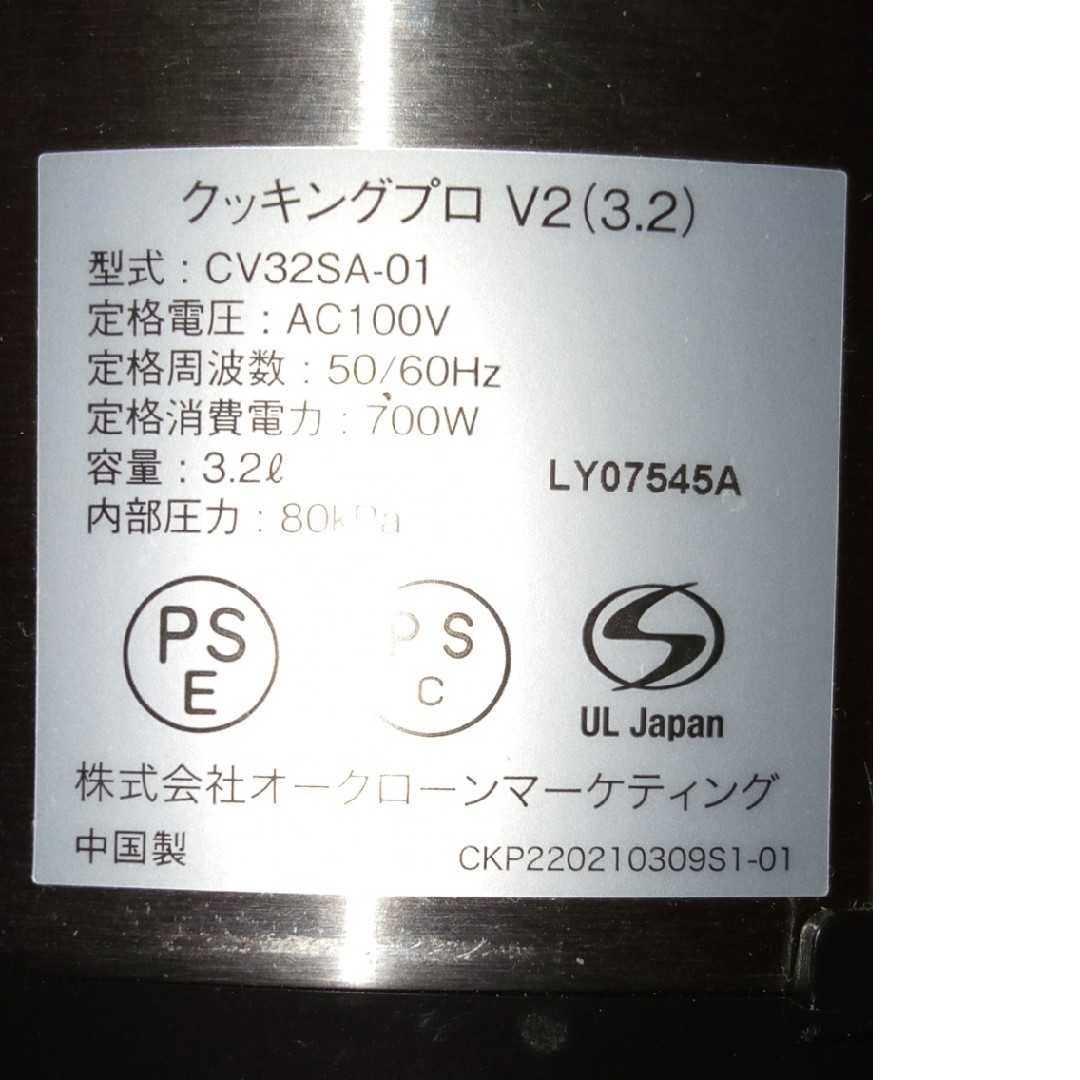 クッキングプロ V2(3.2)
型式：CV32SA-01
定格電圧：AC100V
定格周波数：50/60Hz
定格消費電力：700W
容量：3.2ℓ
LY07545A
内部圧力：80kPa
PS
E
PS
C
UL Japan
株式会社オークローンマーケティング
中国製
CKP220210309S1-01